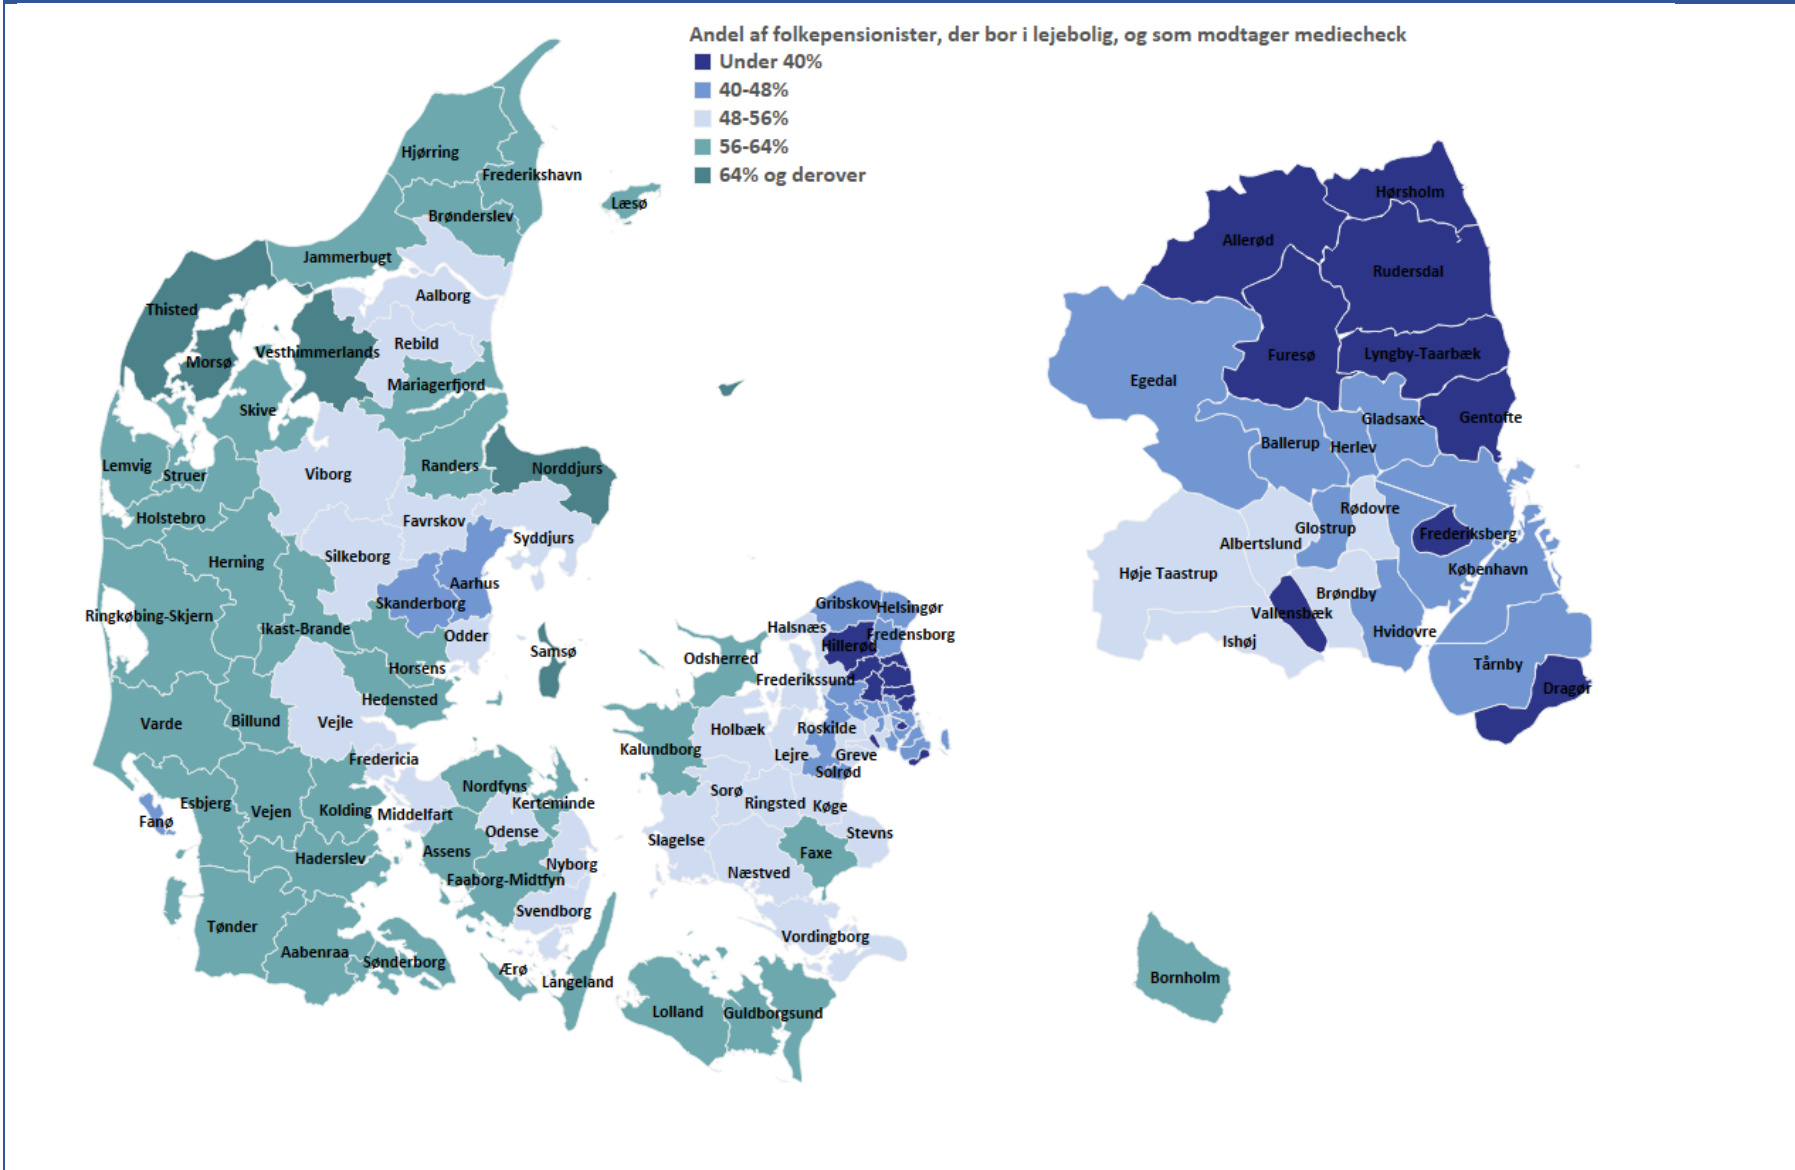 Andel af folkepensionister, der bor i lejebolig, og som modtager mediecheck
Under 40%
40-48%
48-56%
56-64%
64% og derover
Hjørring
Frederikshavn
Læsø
Brønderslev
Jammerbugt
Aalborg
Thisted
Rebild
Vesthimmerlands
Morsø
Mariagerfjord
Skive
Lemvig
Struer
Viborg
Randers
Norddjurs
Holstebro
Favrskov
Syddjurs
Herning
Silkeborg
Aarhus
Skanderborg
Ringkøbing-Skjern
Ikast-Brande
Odder
Samsø
Horsens
Hedensted
Varde
Billund
Vejle
Fredericia
Esbjerg
Fanø
Vejen
Kolding
Middelfart
Nordfyns
Kerteminde
Odense
Haderslev
Assens
Nyborg
Faaborg-Midtfyn
Svendborg
Tønder
Aabenraa
Sønderborg
Ærø
Langeland
Gribskov
Helsingør
Halsnæs
Fredensborg
Hillerød
Odsherred
Frederikssund
Holbæk
Roskilde
Kalundborg
Lejre
Greve
Solrød
Sorø
Ringsted
Køge
Slagelse
Stevns
Faxe
Næstved
Vordingborg
Lolland
Guldborgsund
Hørsholm
Allerød
Rudersdal
Furesø
Lyngby-Taarbæk
Egedal
Gladsaxe
Gentofte
Ballerup
Herlev
Rødovre
Glostrup
Frederiksberg
Albertslund
Høje Taastrup
København
Brøndby
Vallensbæk
Hvidovre
Ishøj
Tårnby
Dragør
Bornholm